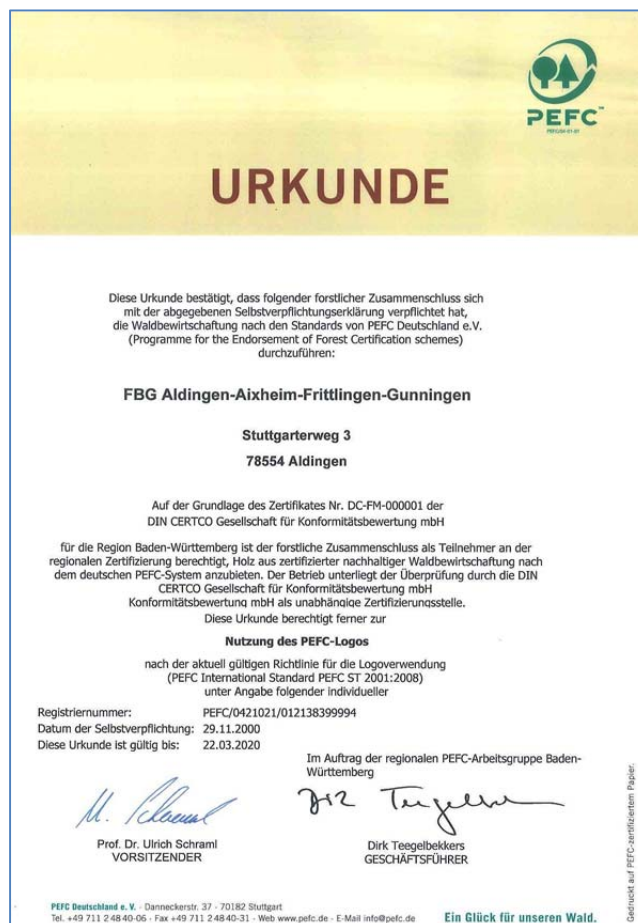 PEFC™
URKUNDE
Diese Urkunde bestätigt, dass folgender forstlicher Zusammenschluss sich
mit der abgegebenen Selbstverpflichtungserklärung verpflichtet hat,
die Waldbewirtschaftung nach den Standards von PEFC Deutschland e.V.
(Programme for the Endorsement of Forest Certification schemes)
durchzuführen:
FBG Aldingen-Aixheim-Frittlingen-Gunningen
Stuttgarterweg 3
78554 Aldingen
Auf der Grundlage des Zertifikates Nr. DC-FM-000001 der
DIN CERTCO Gesellschaft für Konformitätsbewertung mbH
für die Region Baden-Württemberg ist der forstliche Zusammenschluss als Teilnehmer an der
regionalen Zertifizierung berechtigt, Holz aus zertifizierter nachhaltiger Waldbewirtschaftung nach
dem deutschen PEFC-System anzubieten. Der Betrieb unterliegt der Überprüfung durch die DIN
CERTCO Gesellschaft für Konformitätsbewertung mbH
Konformitätsbewertung mbH als unabhängige Zertifizierungsstelle.
Diese Urkunde berechtigt ferner zur
Nutzung des PEFC-Logos
nach der aktuell gültigen Richtlinie für die Logoverwendung
(PEFC International Standard PEFC ST 2001:2008)
unter Angabe folgender individueller
Registriernummer: PEFC/0421021/012138399994
Datum der Selbstverpflichtung: 29.11.2000
Diese Urkunde ist gültig bis: 22.03.2020
Im Auftrag der regionalen PEFC-Arbeitsgruppe Baden-
Württemberg
Prof. Dr. Ulrich Schraml
VORSITZENDER
Dirk Teegelbekkers
GESCHÄFTSFÜHRER
PEFC Deutschland e. V. · Danneckerstr. 37 · 70182 Stuttgart
Tel. +49 711 2 48 40-06 · Fax +49 711 2 48 40-31 · Web www.pefc.de · E-Mail info@pefc.de
Ein Glück für unseren Wald.
Gedruckt auf PEFC-zertifiziertem Papier.